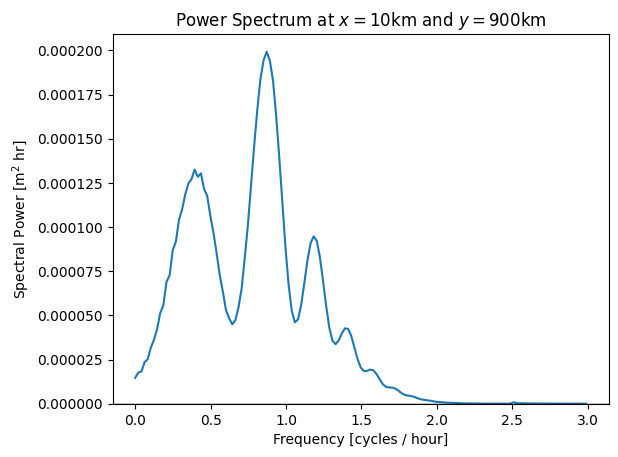 Power Spectrum at x = 10km and y = 900km
Spectral Power [m² hr]
0.000200
0.000175
0.000150
0.000125
0.000100
0.000075
0.000050
0.000025
0.000000
0.0 0.5 1.0 1.5 2.0 2.5 3.0
Frequency [cycles / hour]